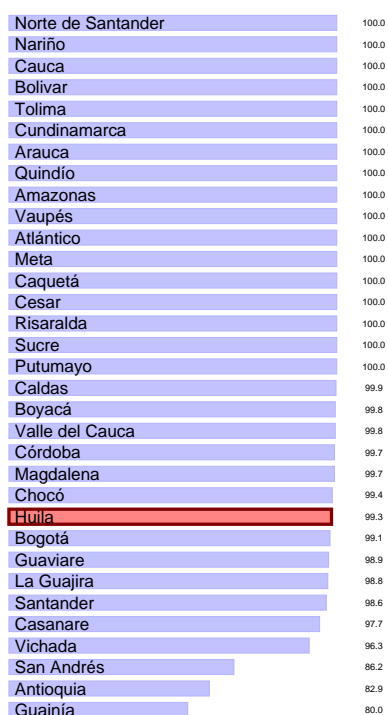 Norte de Santander 100.0
Nariño 100.0
Cauca 100.0
Bolivar 100.0
Tolima 100.0
Cundinamarca 100.0
Arauca 100.0
Quindío 100.0
Amazonas 100.0
Vaupés 100.0
Atlántico 100.0
Meta 100.0
Caquetá 100.0
Cesar 100.0
Risaralda 100.0
Sucre 100.0
Putumayo 100.0
Caldas 99.9
Boyacá 99.8
Valle del Cauca 99.8
Córdoba 99.7
Magdalena 99.7
Chocó 99.4
Huila 99.3
Bogotá 99.1
Guaviare 98.9
La Guajira 98.8
Santander 98.6
Casanare 97.7
Vichada 96.3
San Andrés 86.2
Antioquia 82.9
Guainía 80.0